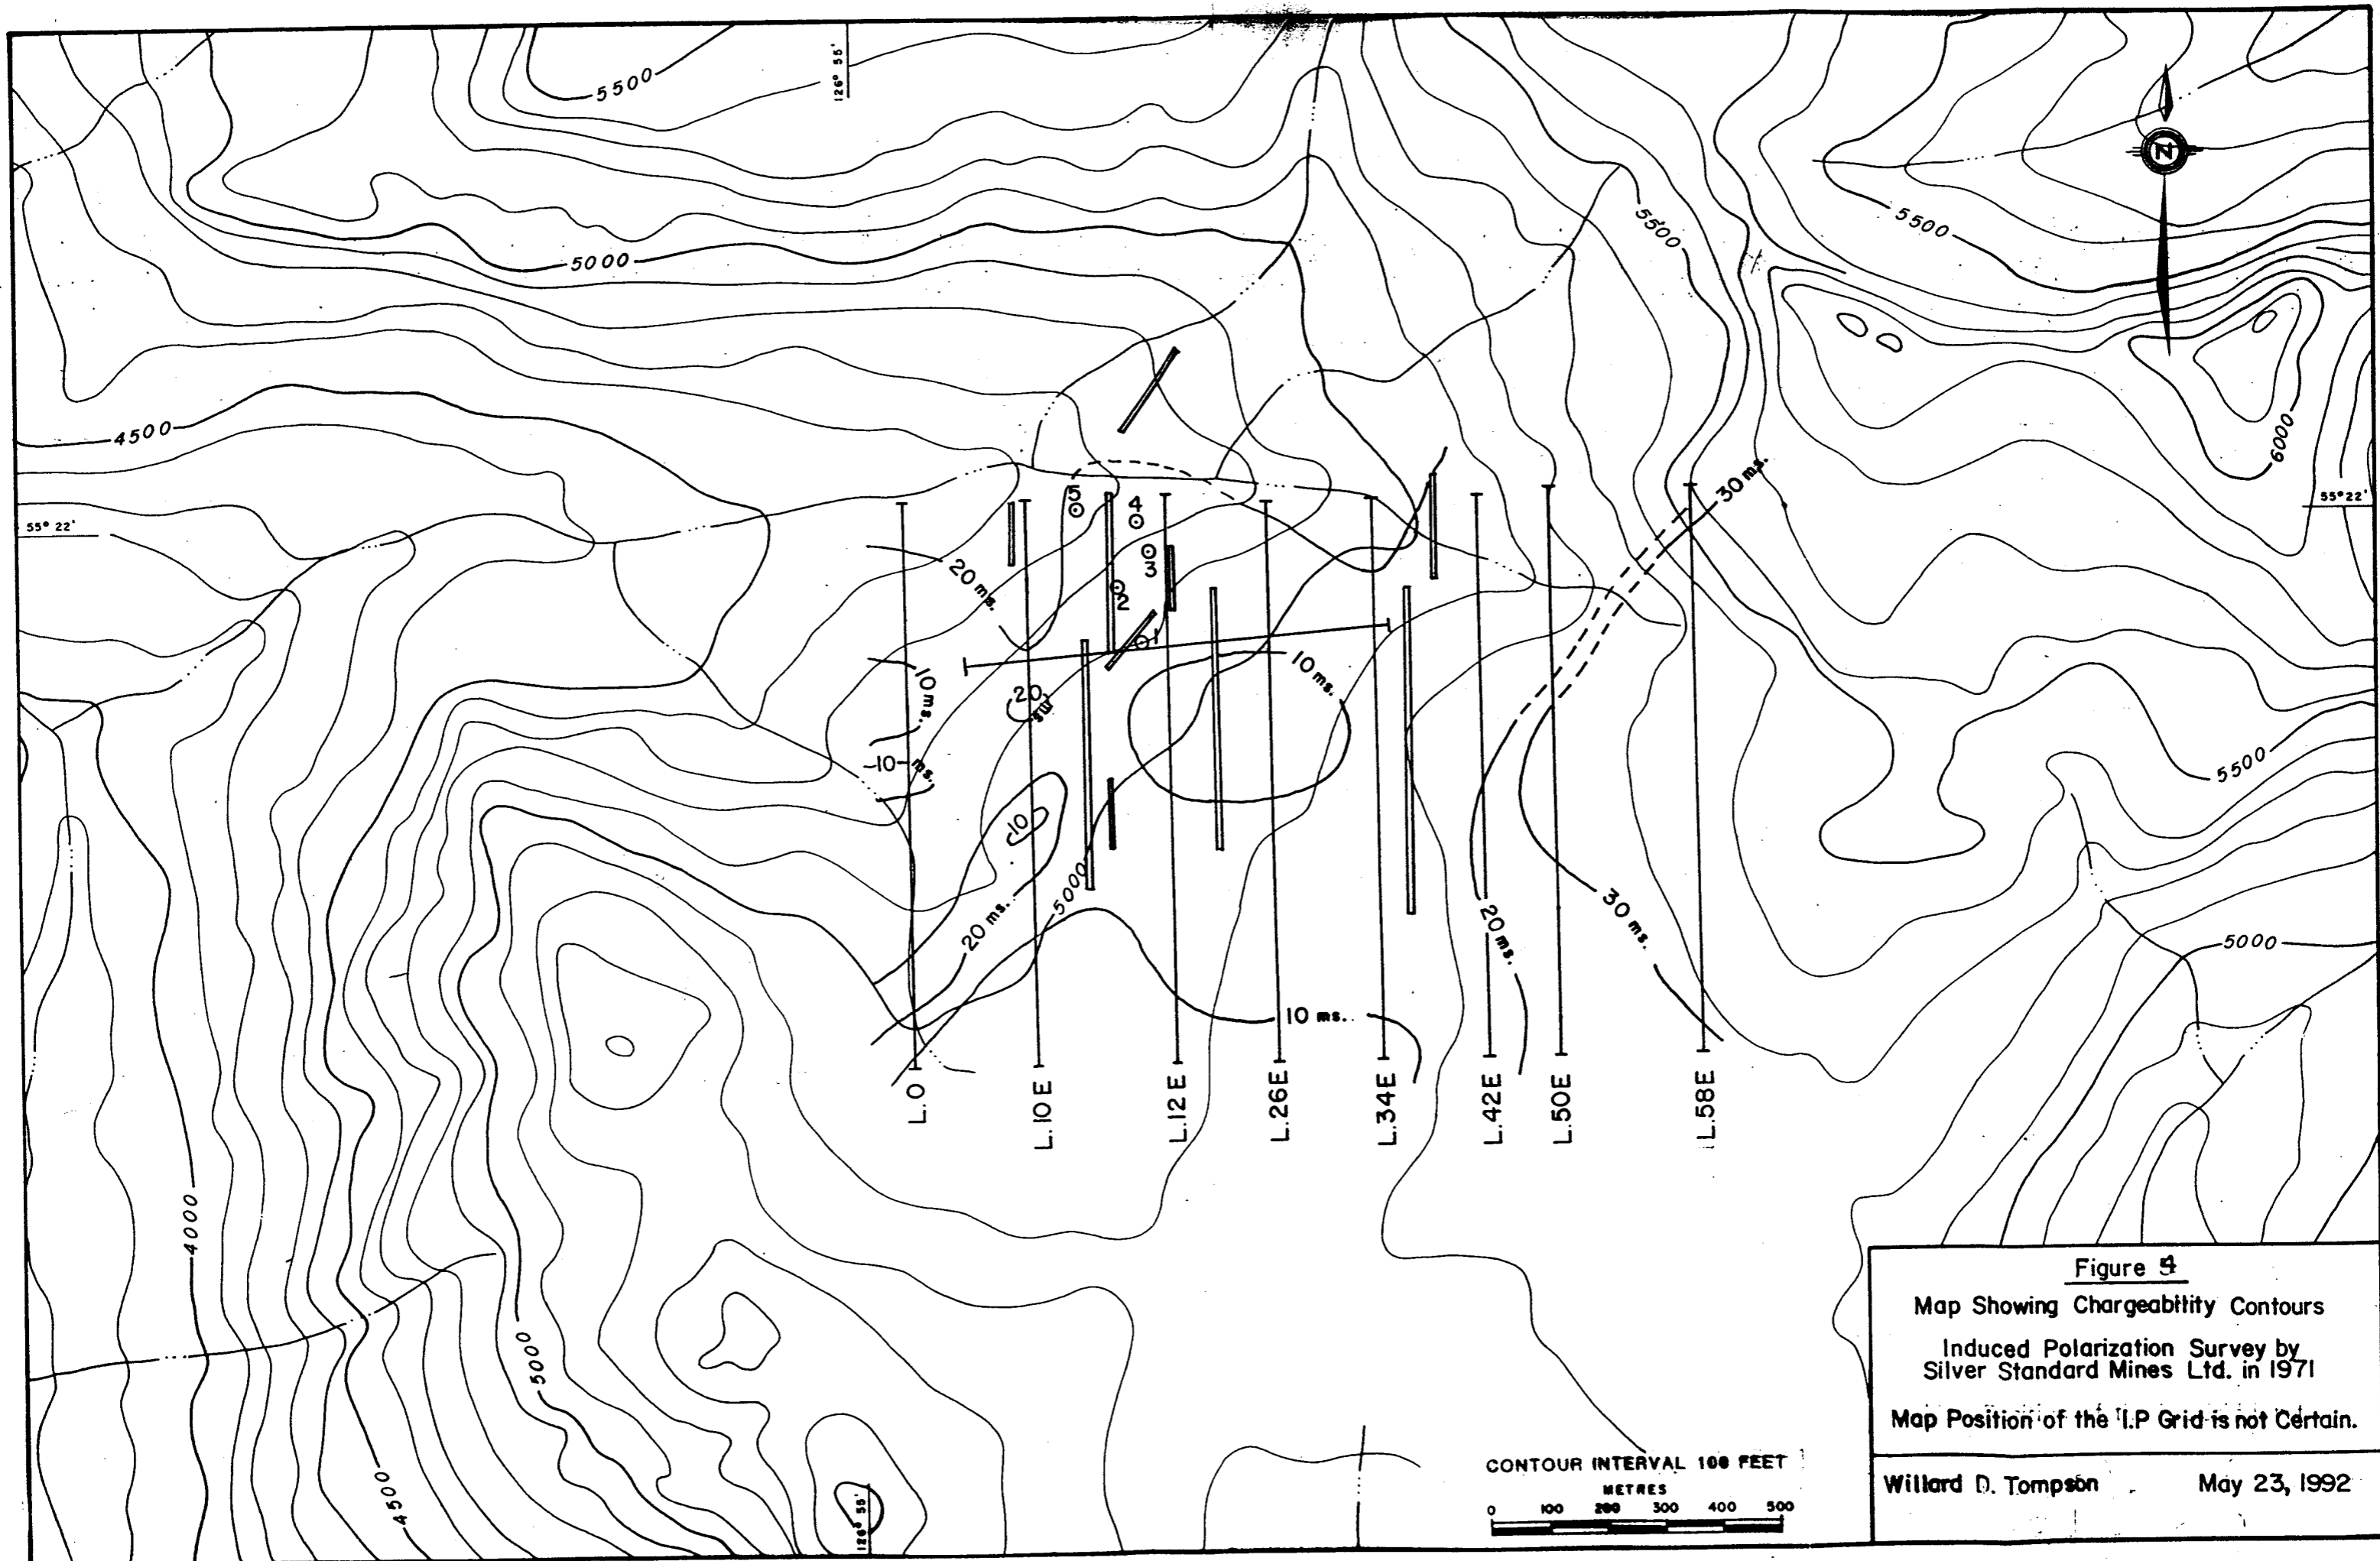 126° 55'
5500
N
5500
5500
5000
6000
4500
30 ms.
55° 22'
55° 22'
5
4
3
2
1
20 ms.
10 ms.
10 ms.
20 ms.
10 ms.
5500
10
5000
20 ms.
20 ms.
30 ms.
5000
10 ms.
L.0
L.10E
L.12E
L.26E
L.34E
L.42E
L.50E
L.58E
4000
5000
4500
126° 55'
CONTOUR INTERVAL 100 FEET
METRES
0 100 200 300 400 500
Figure 4
Map Showing Chargeability Contours
Induced Polarization Survey by
Silver Standard Mines Ltd. in 1971
Map Position of the I.P Grid is not Certain.
Willard D. Tompson May 23, 1992